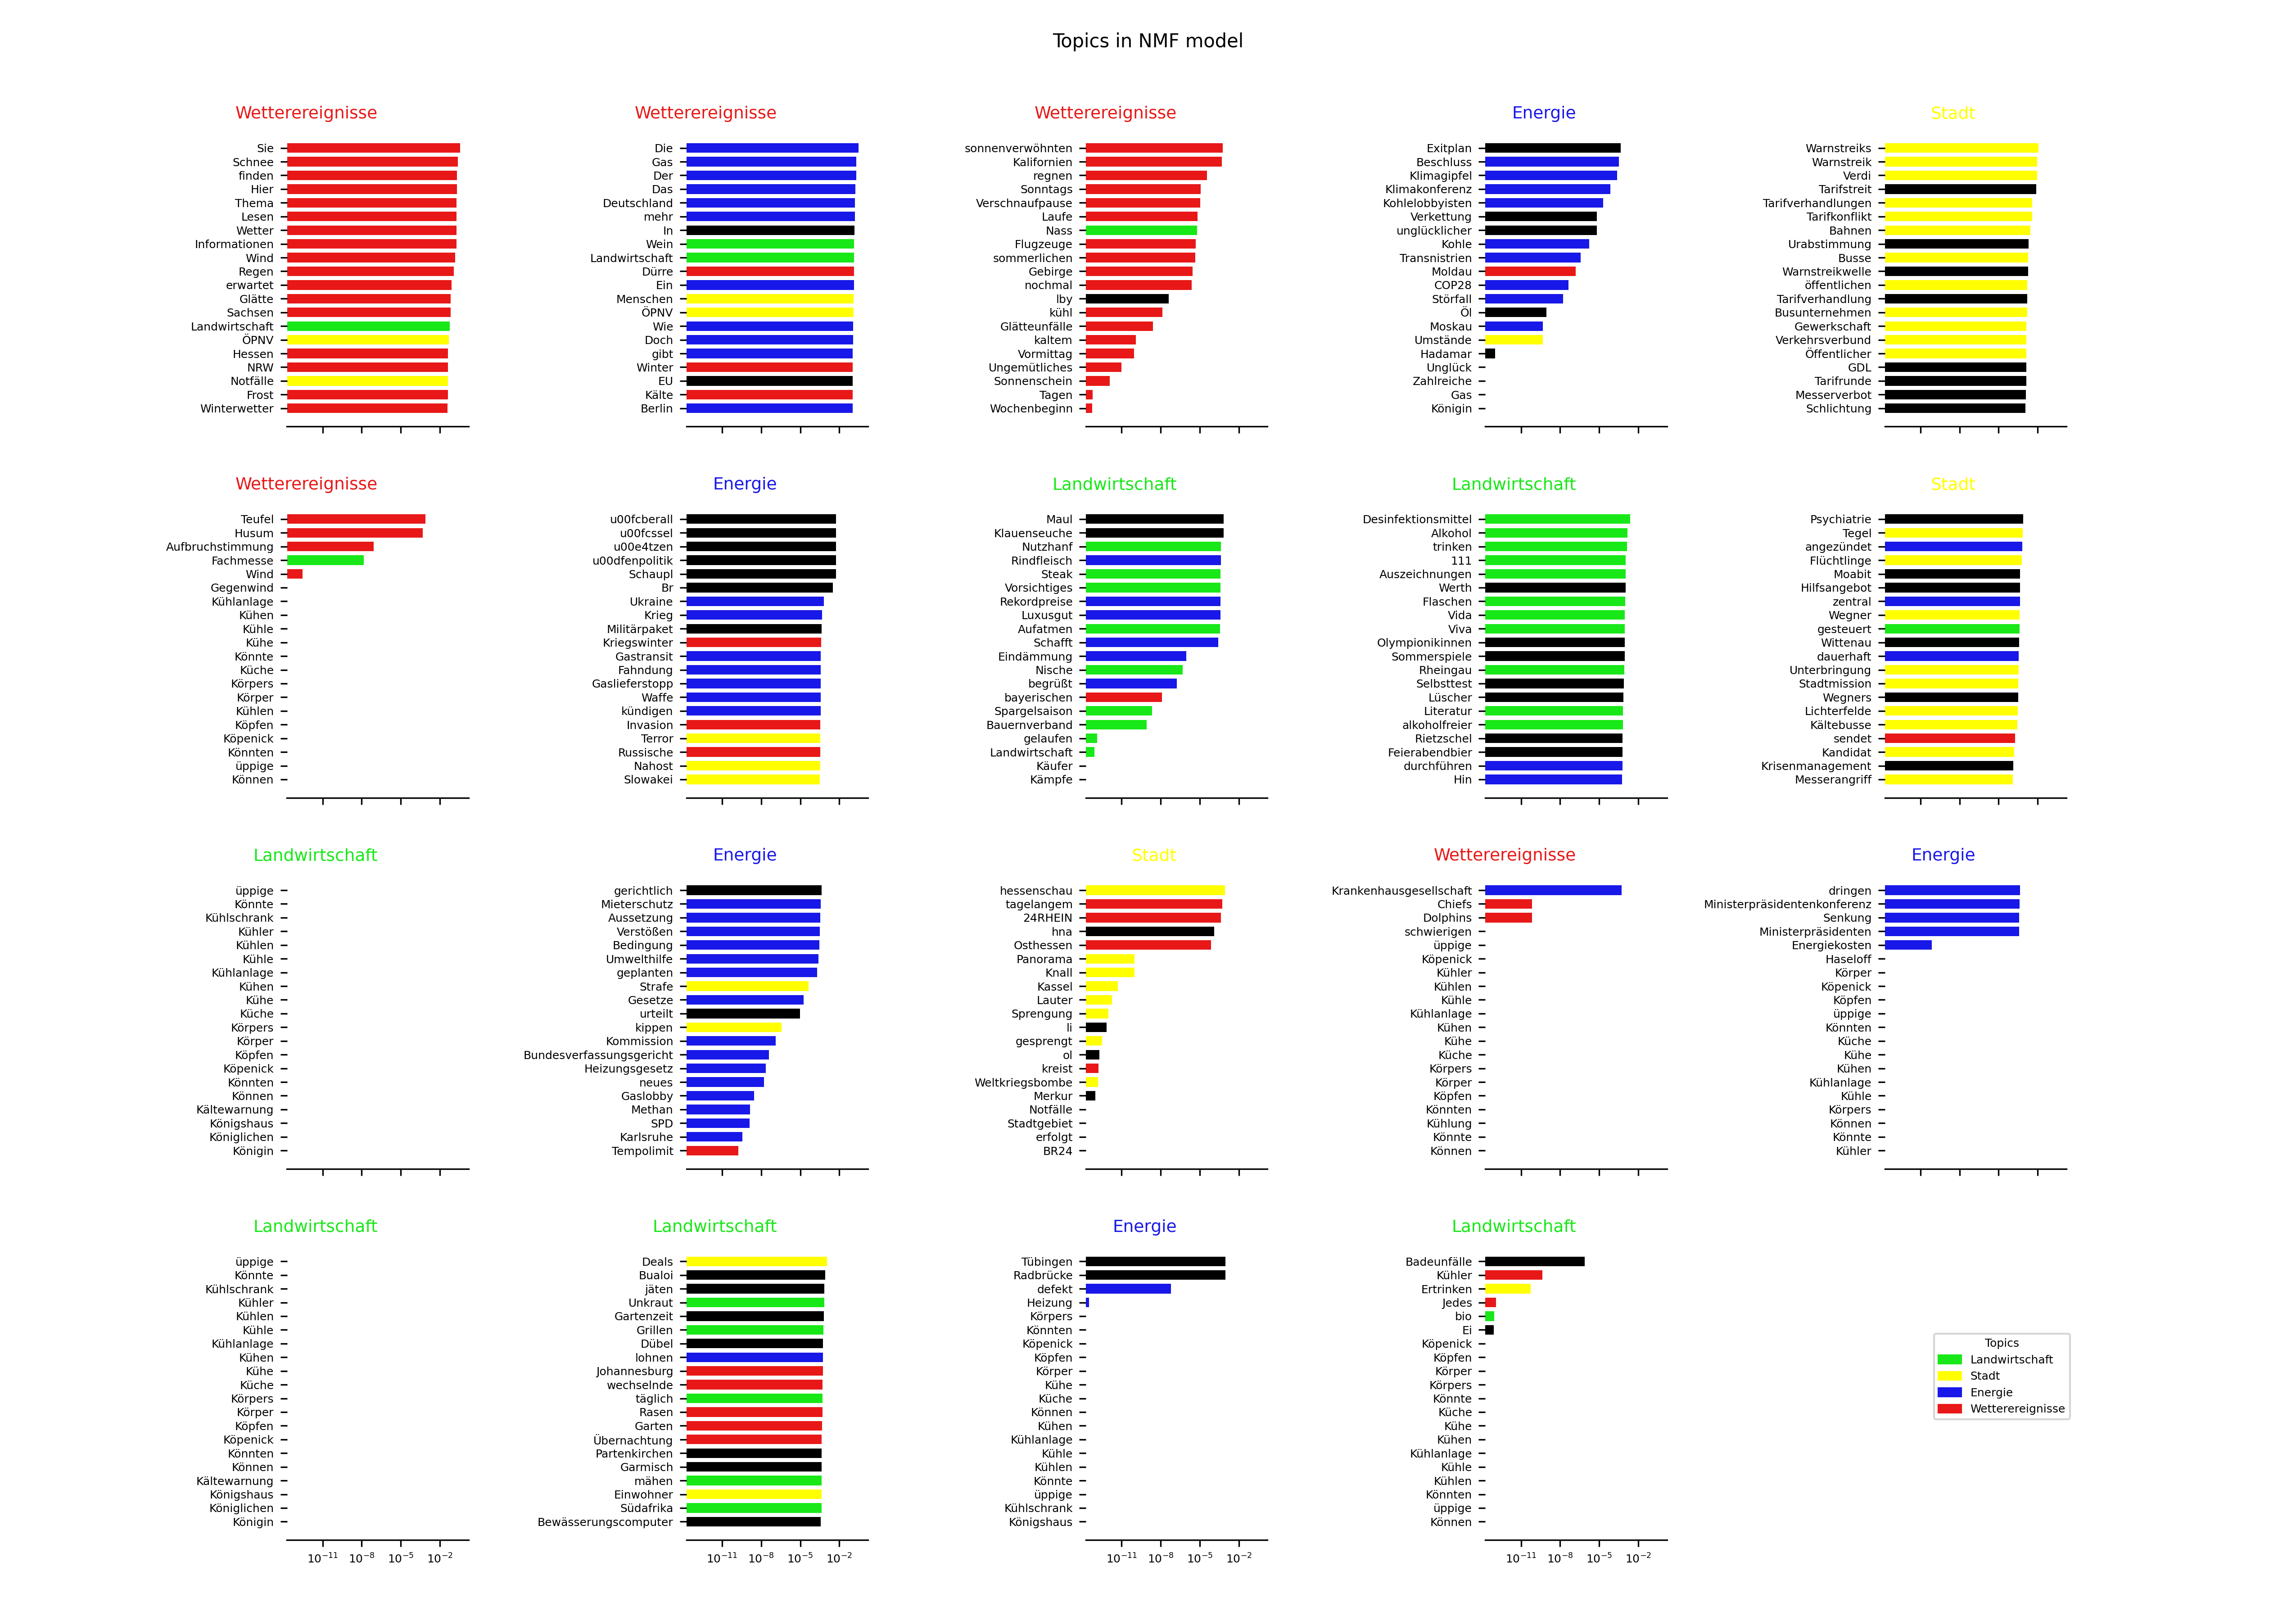 Topics in NMF model
Wetterereignisse
Sie
Schnee
finden
Hier
Thema
Lesen
Wetter
Informationen
Wind
Regen
erwartet
Glätte
Sachsen
Landwirtschaft
ÖPNV
Hessen
NRW
Notfälle
Frost
Winterwetter
Wetterereignisse
Die
Gas
Der
Das
Deutschland
mehr
In
Wein
Landwirtschaft
Dürre
Ein
Menschen
ÖPNV
Wie
Doch
gibt
Winter
EU
Kälte
Berlin
Wetterereignisse
sonnenverwöhnten
Kalifornien
regnen
Sonntags
Verschnaufpause
Laufe
Nass
Flugzeuge
sommerlichen
Gebirge
nochmal
lby
kühl
Glätteunfälle
kaltem
Vormittag
Ungemütliches
Sonnenschein
Tagen
Wochenbeginn
Energie
Exitplan
Beschluss
Klimagipfel
Klimakonferenz
Kohlelobbyisten
Verkettung
unglücklicher
Kohle
Transnistrien
Moldau
COP28
Störfall
Öl
Moskau
Umstände
Hadamar
Unglück
Zahlreiche
Gas
Königin
Stadt
Warnstreiks
Warnstreik
Verdi
Tarifstreit
Tarifverhandlungen
Tarifkonflikt
Bahnen
Urabstimmung
Busse
Warnstreikwelle
öffentlichen
Tarifverhandlung
Busunternehmen
Gewerkschaft
Verkehrsverbund
Öffentlicher
GDL
Tarifrunde
Messerverbot
Schlichtung
Wetterereignisse
Teufel
Husum
Aufbruchstimmung
Fachmesse
Wind
Gegenwind
Kühlanlage
Kühen
Kühle
Kühe
Könnte
Küche
Körpers
Körper
Kühlen
Köpfen
Köpenick
Könnten
üppige
Können
Energie
u00fcberall
u00fcssel
u00e4tzen
u00dfenpolitik
Schaupl
Br
Ukraine
Krieg
Militärpaket
Kriegswinter
Gastransit
Fahndung
Gaslieferstopp
Waffe
kündigen
Invasion
Terror
Russische
Nahost
Slowakei
Landwirtschaft
Maul
Klauenseuche
Nutzhanf
Rindfleisch
Steak
Vorsichtiges
Rekordpreise
Luxusgut
Aufatmen
Schafft
Eindämmung
Nische
begrüßt
bayerischen
Spargelsaison
Bauernverband
gelaufen
Landwirtschaft
Käufer
Kämpfe
Landwirtschaft
Desinfektionsmittel
Alkohol
trinken
111
Auszeichnungen
Werth
Flaschen
Vida
Viva
Olympionikinnen
Sommerspiele
Rheingau
Selbsttest
Lüscher
Literatur
alkoholfreier
Rietzschel
Feierabendbier
durchführen
Hin
Stadt
Psychiatrie
Tegel
angezündet
Flüchtlinge
Moabit
Hilfsangebot
zentral
Wegner
gesteuert
Wittenau
dauerhaft
Unterbringung
Stadtmission
Wegners
Lichterfelde
Kältebusse
sendet
Kandidat
Krisenmanagement
Messerangriff
Landwirtschaft
üppige
Könnte
Kühlschrank
Kühler
Kühlen
Kühle
Kühlanlage
Kühen
Kühe
Küche
Körpers
Körper
Köpfen
Köpenick
Könnten
Können
Kältewarnung
Königshaus
Königlichen
Königin
Energie
gerichtlich
Mieterschutz
Aussetzung
Verstößen
Bedingung
Umwelthilfe
geplanten
Strafe
Gesetze
urteilt
kippen
Kommission
Bundesverfassungsgericht
Heizungsgesetz
neues
Gaslobby
Methan
SPD
Karlsruhe
Tempolimit
Stadt
hessenschau
tagelangem
24RHEIN
hna
Osthessen
Panorama
Knall
Kassel
Lauter
Sprengung
li
gesprengt
ol
kreist
Weltkriegsbombe
Merkur
Notfälle
Stadtgebiet
erfolgt
BR24
Wetterereignisse
Krankenhausgesellschaft
Chiefs
Dolphins
schwierigen
üppige
Köpenick
Kühler
Kühlen
Kühle
Kühlanlage
Kühen
Kühe
Küche
Körpers
Körper
Köpfen
Könnten
Kühlung
Könnte
Können
Energie
dringen
Ministerpräsidentenkonferenz
Senkung
Ministerpräsidenten
Energiekosten
Haseloff
Körper
Köpenick
Köpfen
üppige
Könnten
Küche
Kühe
Kühen
Kühlanlage
Kühle
Körpers
Können
Könnte
Kühler
Landwirtschaft
üppige
Könnte
Kühlschrank
Kühler
Kühlen
Kühle
Kühlanlage
Kühen
Kühe
Küche
Körpers
Körper
Köpfen
Köpenick
Könnten
Können
Kältewarnung
Königshaus
Königlichen
Königin
10⁻¹¹ 10⁻⁸ 10⁻⁵ 10⁻²
Landwirtschaft
Deals
Bualoi
jäten
Unkraut
Gartenzeit
Grillen
Dübel
lohnen
Johannesburg
wechselnde
täglich
Rasen
Garten
Übernachtung
Partenkirchen
Garmisch
mähen
Einwohner
Südafrika
Bewässerungscomputer
10⁻¹¹ 10⁻⁸ 10⁻⁵ 10⁻²
Energie
Tübingen
Radbrücke
defekt
Heizung
Körpers
Könnten
Köpenick
Köpfen
Körper
Kühe
Küche
Können
Kühen
Kühlanlage
Kühle
Kühlen
Könnte
üppige
Kühlschrank
Königshaus
10⁻¹¹ 10⁻⁸ 10⁻⁵ 10⁻²
Landwirtschaft
Badeunfälle
Kühler
Ertrinken
Jedes
bio
Ei
Köpenick
Köpfen
Körper
Körpers
Könnte
Küche
Kühe
Kühen
Kühlanlage
Kühle
Kühlen
Könnten
üppige
Können
10⁻¹¹ 10⁻⁸ 10⁻⁵ 10⁻²
Topics
Landwirtschaft
Stadt
Energie
Wetterereignisse